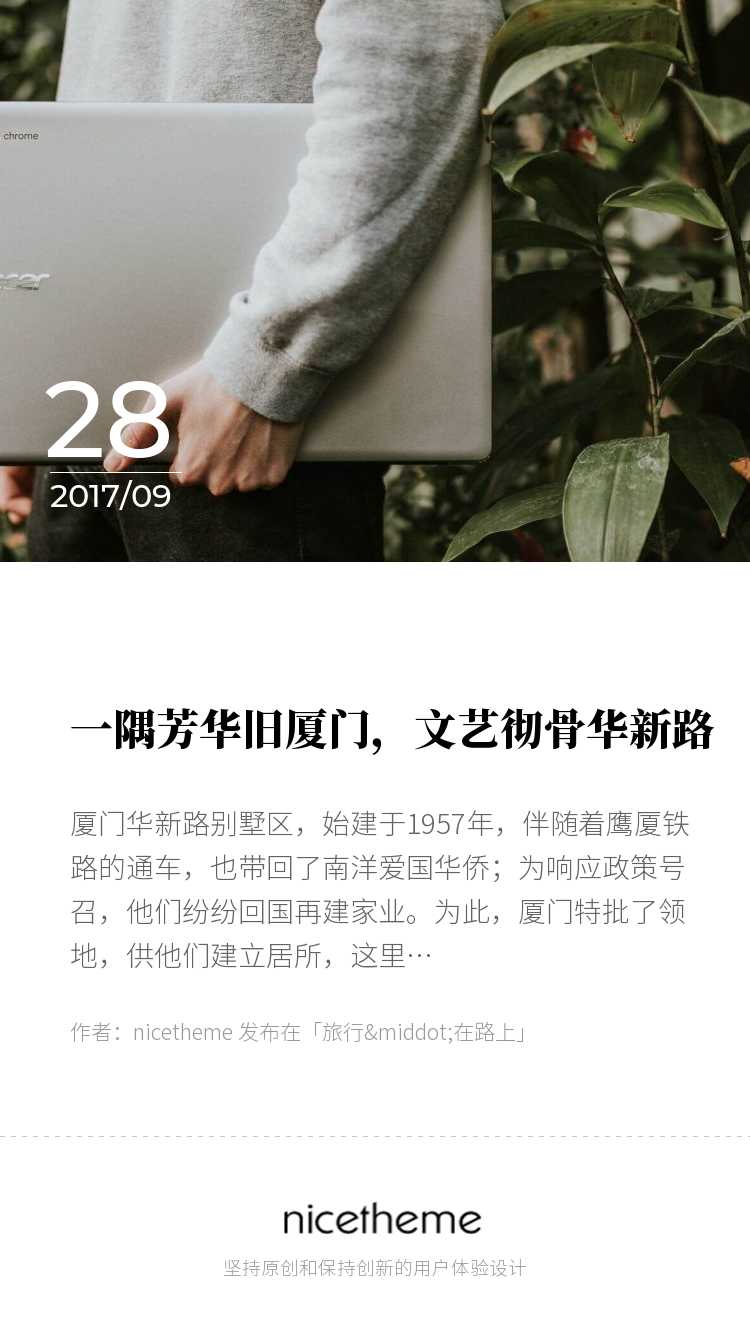 chrome
28
2017/09
一隅芳华旧厦门，文艺彻骨华新路
厦门华新路别墅区，始建于1957年，伴随着鹰厦铁
路的通车，也带回了南洋爱国华侨；为响应政策号
召，他们纷纷回国再建家业。为此，厦门特批了领
地，供他们建立居所，这里…
作者：nicetheme 发布在「旅行&middot;在路上」
nicetheme
坚持原创和保持创新的用户体验设计